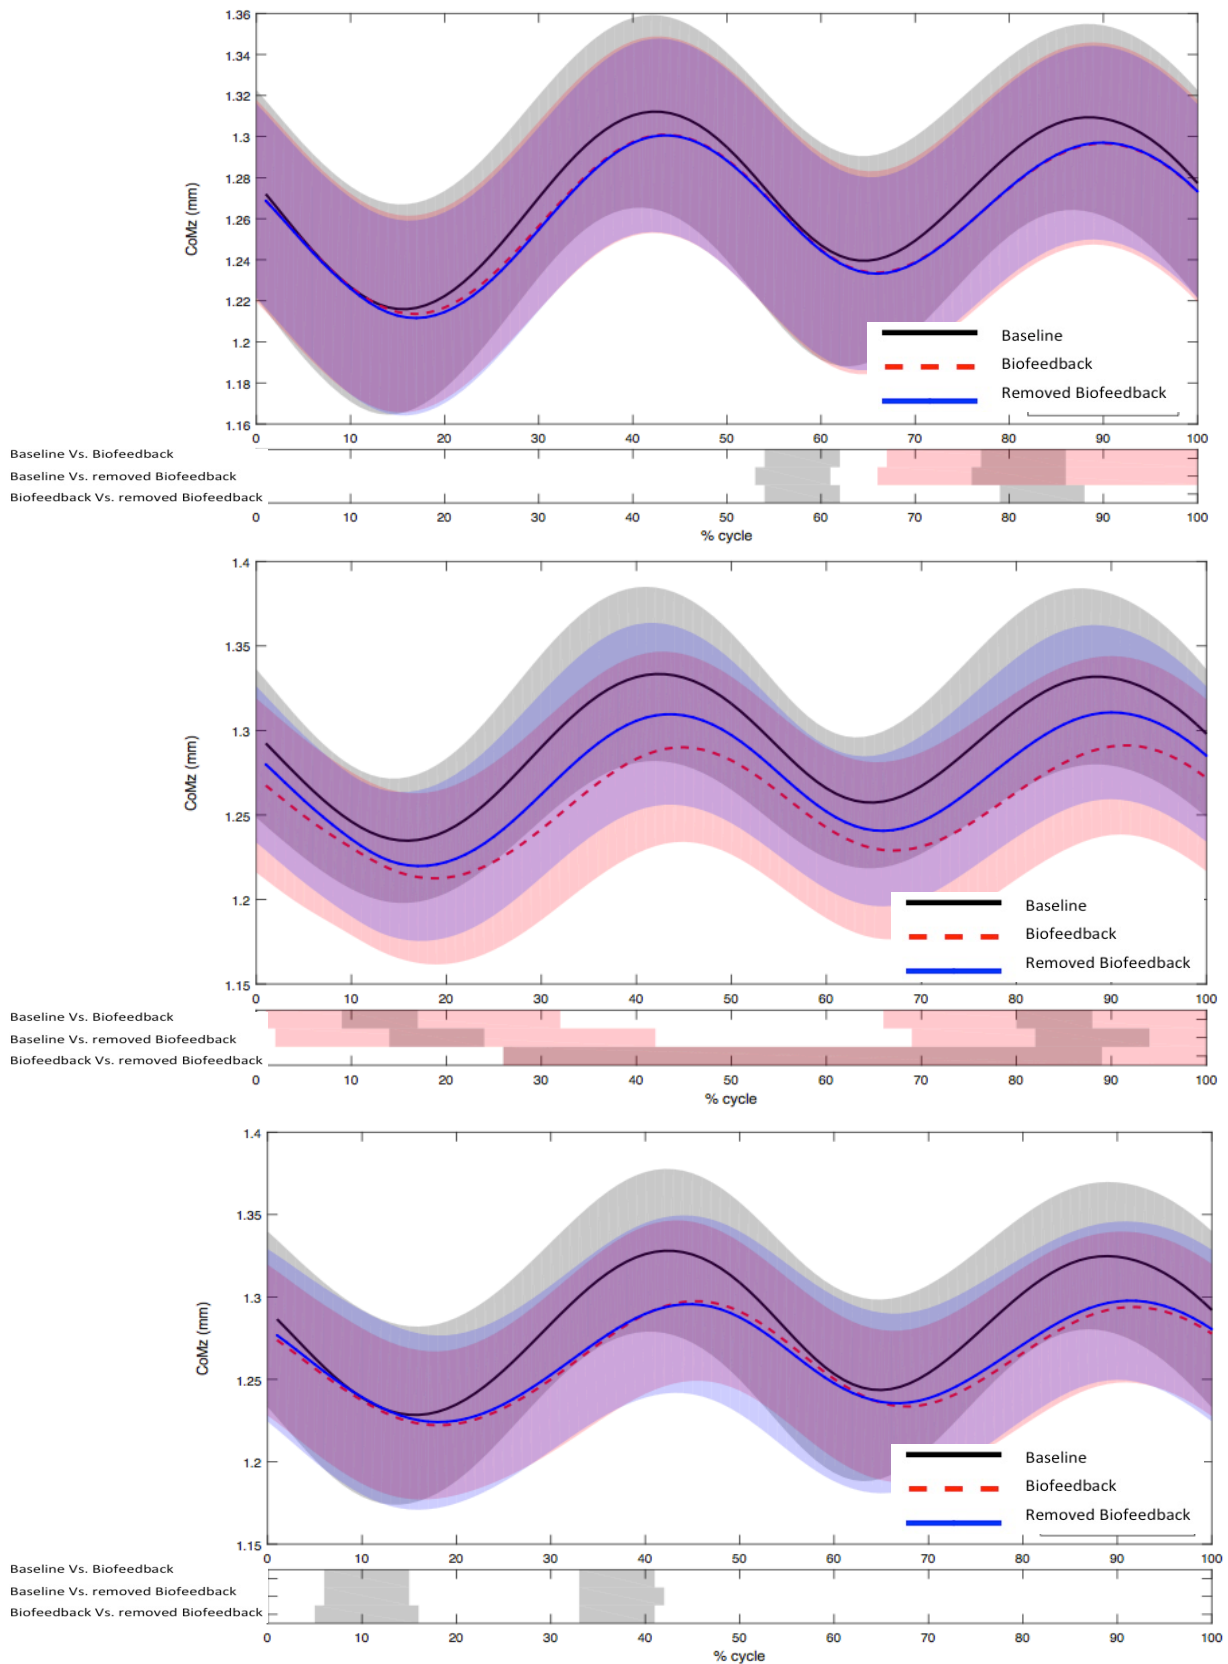 1.36
1.34
1.32
1.3
1.28
1.26
1.24
1.22
1.2
1.18
1.16
CoMz (mm)
Baseline
Biofeedback
Removed Biofeedback
0 10 20 30 40 50 60 70 80 90 100
Baseline Vs. Biofeedback
Baseline Vs. removed Biofeedback
Biofeedback Vs. removed Biofeedback
0 10 20 30 40 50 60 70 80 90 100
% cycle
1.4
1.35
1.3
1.25
1.2
1.15
CoMz (mm)
Baseline
Biofeedback
Removed Biofeedback
0 10 20 30 40 50 60 70 80 90 100
Baseline Vs. Biofeedback
Baseline Vs. removed Biofeedback
Biofeedback Vs. removed Biofeedback
0 10 20 30 40 50 60 70 80 90 100
% cycle
1.4
1.35
1.3
1.25
1.2
1.15
CoMz (mm)
Baseline
Biofeedback
Removed Biofeedback
0 10 20 30 40 50 60 70 80 90 100
Baseline Vs. Biofeedback
Baseline Vs. removed Biofeedback
Biofeedback Vs. removed Biofeedback
0 10 20 30 40 50 60 70 80 90 100
% cycle